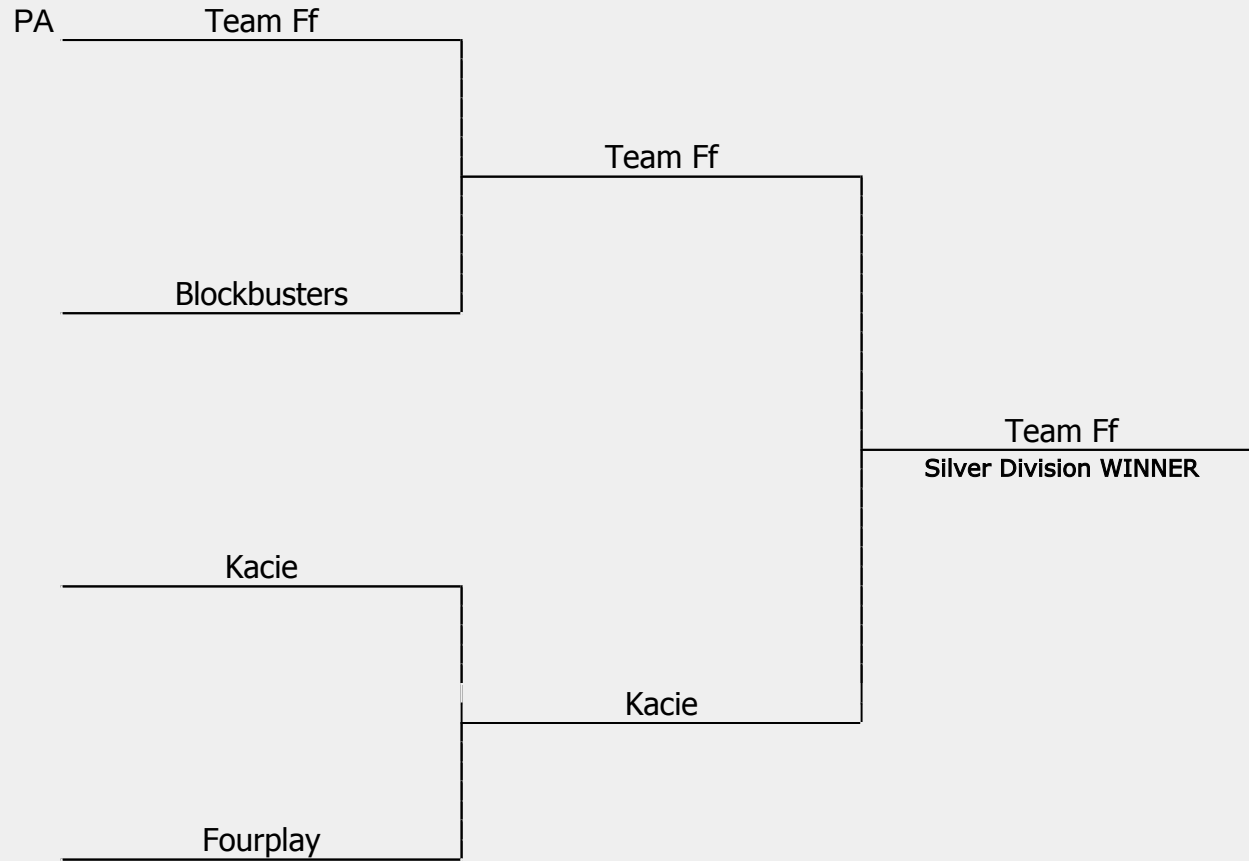 PA
Team Ff
Team Ff
Blockbusters
Team Ff
Silver Division WINNER
Kacie
Kacie
Fourplay